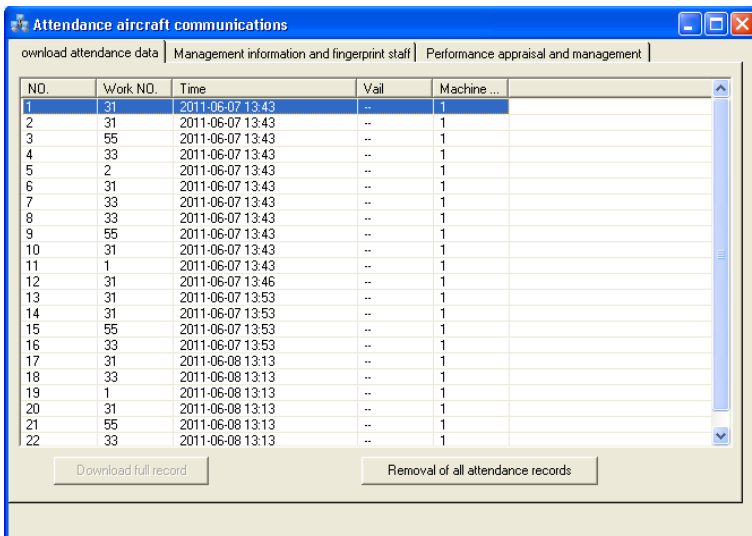 Attendance aircraft communications
ownload attendance data Management information and fingerprint staff Performance appraisal and management
NO. Work NO. Time Vail Machine ...
1 31 2011-06-07 13:43 -- 1
2 31 2011-06-07 13:43 -- 1
3 55 2011-06-07 13:43 -- 1
4 33 2011-06-07 13:43 -- 1
5 2 2011-06-07 13:43 -- 1
6 31 2011-06-07 13:43 -- 1
7 33 2011-06-07 13:43 -- 1
8 33 2011-06-07 13:43 -- 1
9 55 2011-06-07 13:43 -- 1
10 31 2011-06-07 13:43 -- 1
11 1 2011-06-07 13:43 -- 1
12 31 2011-06-07 13:46 -- 1
13 31 2011-06-07 13:53 -- 1
14 31 2011-06-07 13:53 -- 1
15 55 2011-06-07 13:53 -- 1
16 33 2011-06-07 13:53 -- 1
17 31 2011-06-08 13:13 -- 1
18 33 2011-06-08 13:13 -- 1
19 1 2011-06-08 13:13 -- 1
20 31 2011-06-08 13:13 -- 1
21 55 2011-06-08 13:13 -- 1
22 33 2011-06-08 13:13 -- 1
Download full record Removal of all attendance records